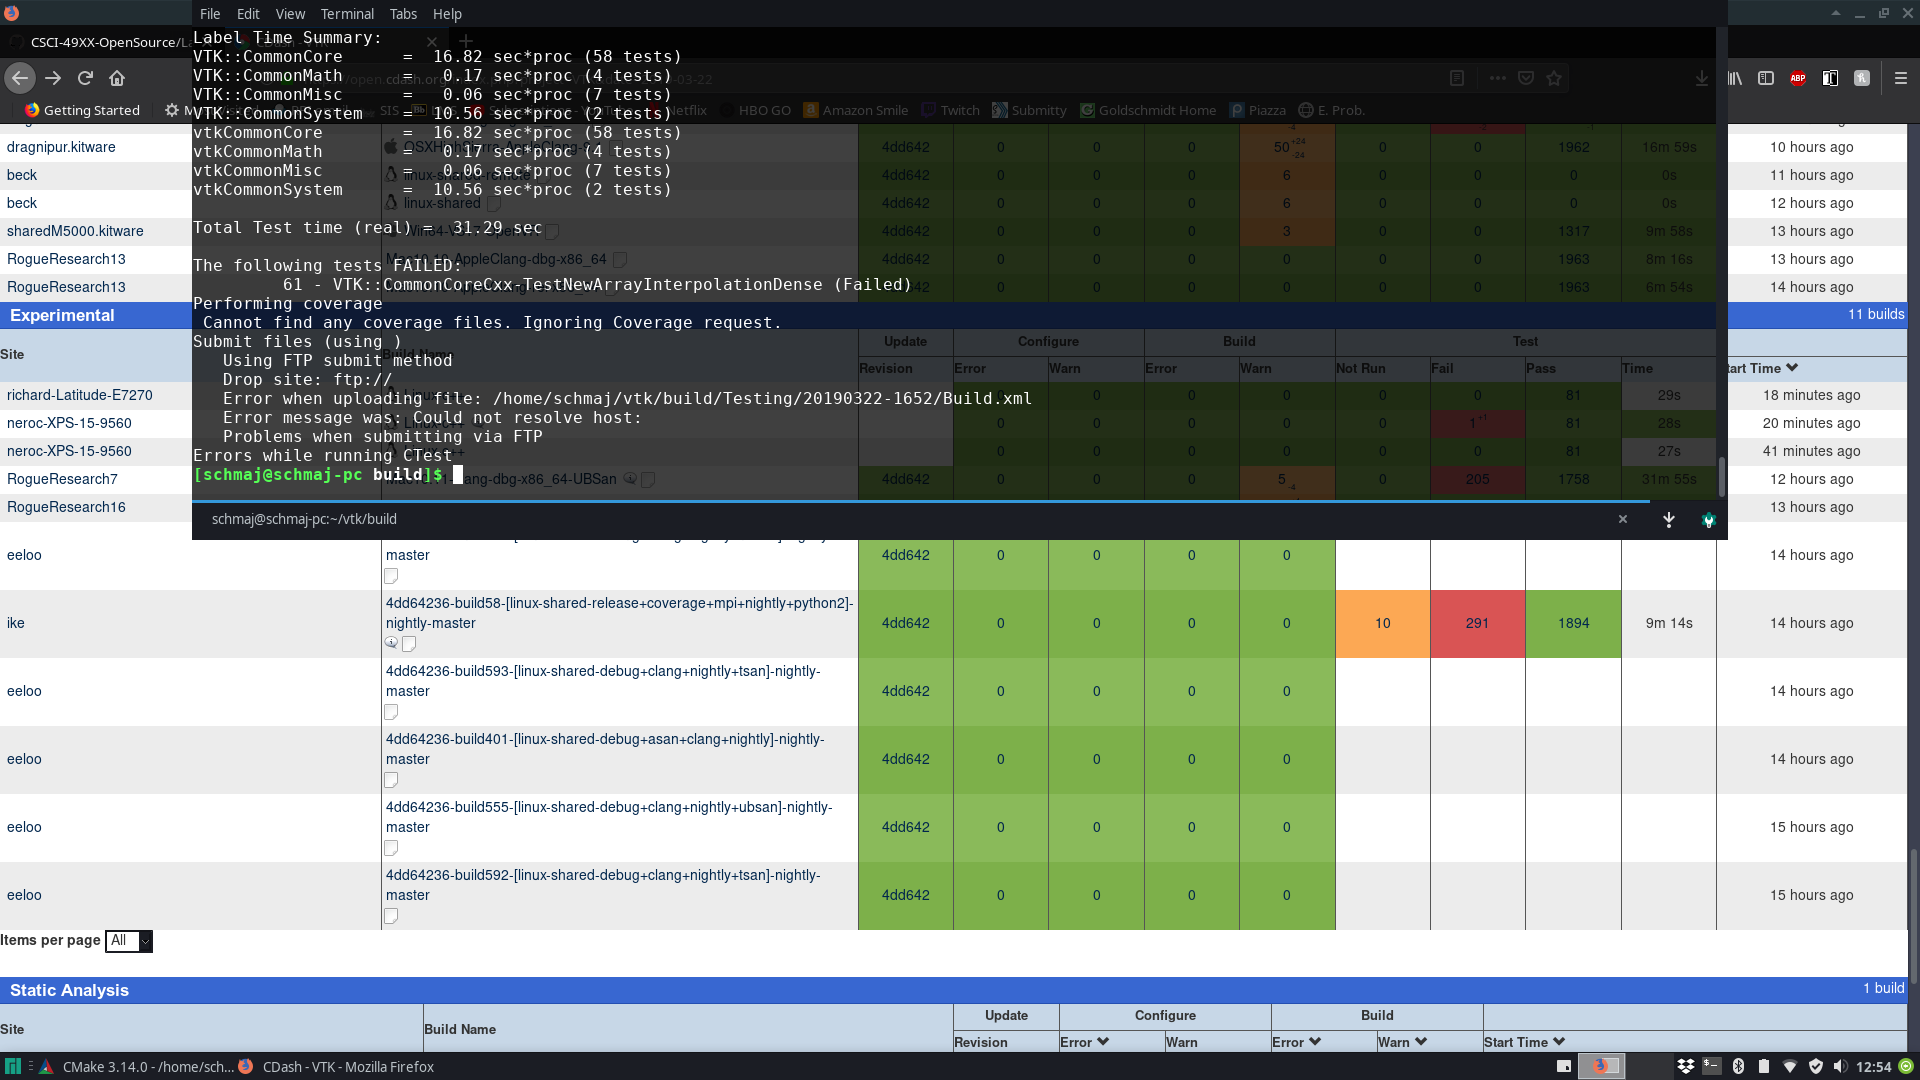 File Edit View Terminal Tabs Help
CSCI-49XX-OpenSource/La
Label Time Summary:
VTK::CommonCore = 16.82 sec*proc (58 tests)
VTK::CommonMath = 0.17 sec*proc (4 tests)
VTK::CommonMisc = 0.06 sec*proc (7 tests)
VTK::CommonSystem = 10.56 sec*proc (2 tests)
vtkCommonCore = 16.82 sec*proc (58 tests)
vtkCommonMath = 0.17 sec*proc (4 tests)
vtkCommonMisc = 0.06 sec*proc (7 tests)
vtkCommonSystem = 10.56 sec*proc (2 tests)
Total Test time (real) = 31.29 sec
The following tests FAILED:
61 - VTK::CommonCoreCxx-TestNewArrayInterpolationDense (Failed)
Performing coverage
Cannot find any coverage files. Ignoring Coverage request.
Submit files (using )
Using FTP submit method
Drop site: ftp://
Error when uploading file: /home/schmaj/vtk/build/Testing/20190322-1652/Build.xml
Error message was: Could not resolve host:
Problems when submitting via FTP
Errors while running CTest
[schmaj@schmaj-pc build]$
schmaj@schmaj-pc:~/vtk/build
ABP
Getting Started SIS Netflix HBO GO Amazon Smile Twitch Submitty Goldschmidt Home Piazza E. Prob.
dragnipur.kitware 4dd642 0 0 0 50 +24 -24 0 0 1962 16m 59s 10 hours ago
beck linux-shared-remote 4dd642 0 0 0 6 0 0 0 0s 11 hours ago
beck linux-shared 4dd642 0 0 0 6 0 0 0 0s 12 hours ago
sharedM5000.kitware 4dd642 0 0 0 3 0 0 1317 9m 58s 13 hours ago
RogueResearch13 Mac10.10-AppleClang-dbg-x86_64 4dd642 0 0 0 0 0 0 1963 8m 16s 13 hours ago
RogueResearch13 4dd642 0 0 0 0 0 0 1963 6m 54s 14 hours ago
Experimental 11 builds
Site Build Name Update Configure Build Test
Revision Error Warn Error Warn Not Run Fail Pass Time Start Time
richard-Latitude-E7270 0 0 0 0 0 0 81 29s 18 minutes ago
neroc-XPS-15-9560 Linux-c++ 0 0 0 0 0 1 +1 81 28s 20 minutes ago
neroc-XPS-15-9560 0 0 0 0 0 0 81 27s 41 minutes ago
RogueResearch7 4dd642 0 0 0 5 -4 0 205 1758 31m 55s 12 hours ago
RogueResearch16 13 hours ago
eeloo master 4dd642 0 0 0 0 14 hours ago
4dd64236-build58-[linux-shared-release+coverage+mpi+nightly+python2]-
ike nightly-master 4dd642 0 0 0 0 10 291 1894 9m 14s 14 hours ago
4dd64236-build593-[linux-shared-debug+clang+nightly+tsan]-nightly-
eeloo master 4dd642 0 0 0 0 14 hours ago
4dd64236-build401-[linux-shared-debug+asan+clang+nightly]-nightly-
eeloo master 4dd642 0 0 0 0 14 hours ago
4dd64236-build555-[linux-shared-debug+clang+nightly+ubsan]-nightly-
eeloo master 4dd642 0 0 0 0 15 hours ago
4dd64236-build592-[linux-shared-debug+clang+nightly+tsan]-nightly-
eeloo master 4dd642 0 0 0 0 15 hours ago
Items per page All
Static Analysis 1 build
Site Build Name Update Configure Build
Revision Error Warn Error Warn Start Time
CMake 3.14.0 - /home/sch... CDash - VTK - Mozilla Firefox 12:54